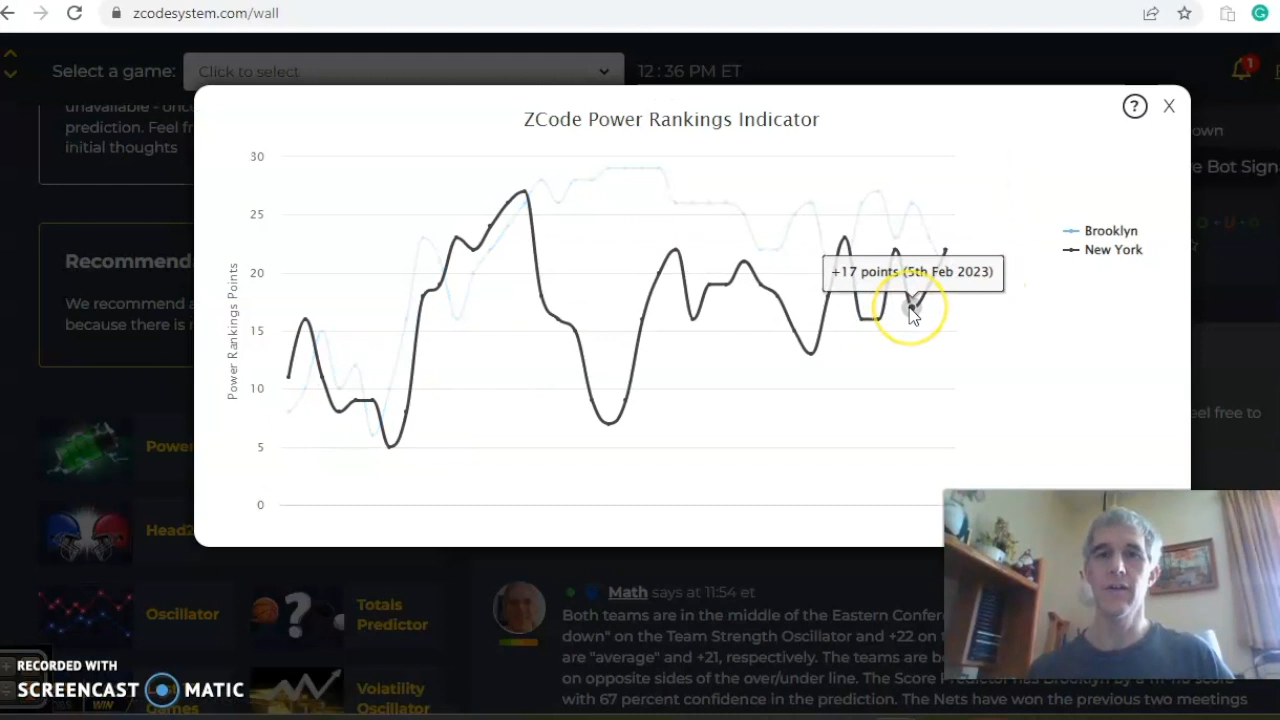 zcodesystem.com/wall
Select a game:
Click to select
12:36 PM ET
1
unavailable - onc
prediction. Feel fr
initial thoughts
ZCode Power Rankings Indicator
?
X
own
e Bot Sign
30
25
20
15
10
5
0
Power Rankings Points
Brooklyn
New York
+17 points (5th Feb 2023)
Recommend
We recommend a
because there is r
eel free to
Power
Head2
Oscillator
?
Totals
Predictor
Games
WIN
Volatility
Oscillator
Math says at 11:54 et
Both teams are in the middle of the Eastern Confer
down" on the Team Strength Oscillator and +22 on
are "average" and +21, respectively. The teams are b
on opposite sides of the over/under line. The Score Predictor has Brooklyn by a
with 67 percent confidence in the prediction. The Nets have won the previous two meetings
RECORDED WITH
SCREENCAST MATIC